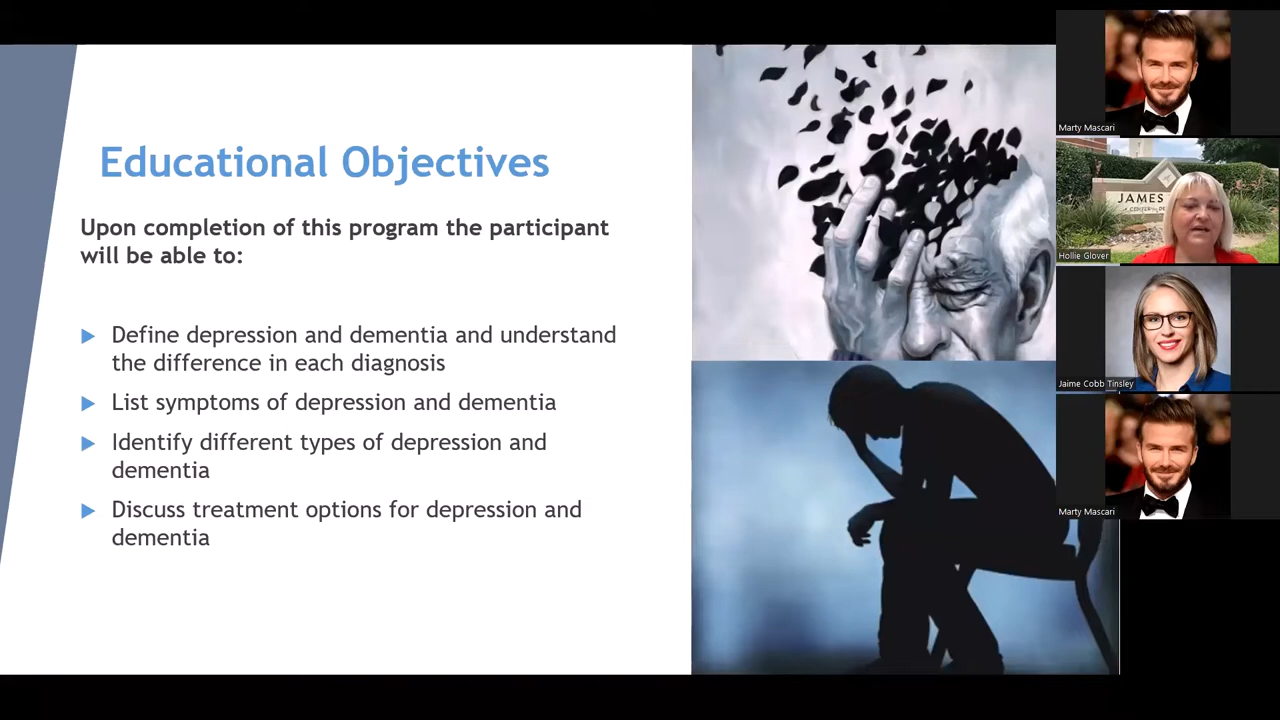 Educational Objectives
Upon completion of this program the participant
will be able to:
Define depression and dementia and understand
the difference in each diagnosis
List symptoms of depression and dementia
Identify different types of depression and
dementia
Discuss treatment options for depression and
dementia
Marty Mascari
JAMES
Hollie Glover
Jaime Cobb Tinsley
Marty Mascari